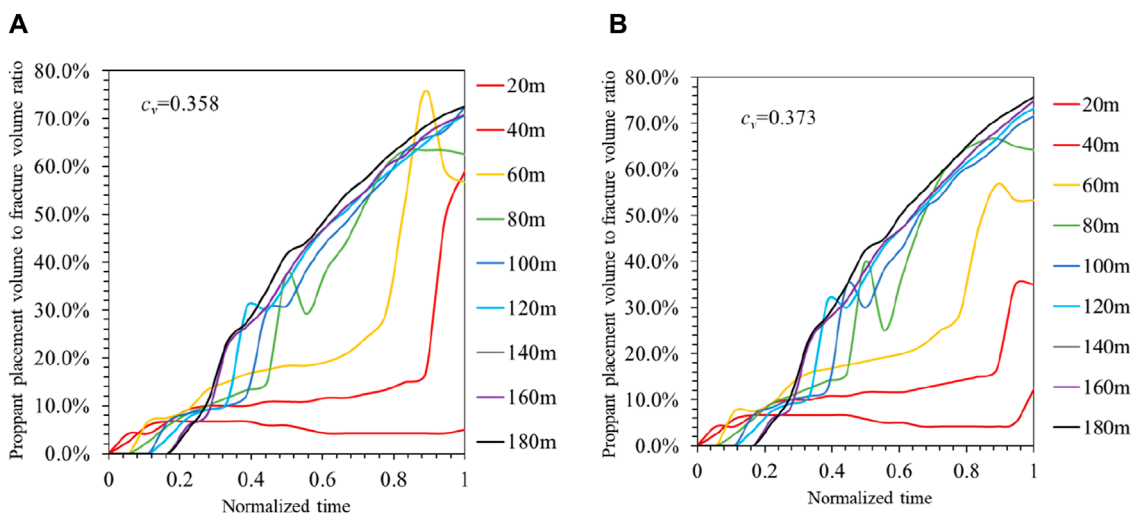 A
B
Proppant placement volume to fracture volume ratio
80.0%
70.0%
60.0%
50.0%
40.0%
30.0%
20.0%
10.0%
0.0%
cv=0.358
0 0.2 0.4 0.6 0.8 1
Normalized time
20m
40m
60m
80m
100m
120m
140m
160m
180m
Proppant placement volume to fracture volume ratio
80.0%
70.0%
60.0%
50.0%
40.0%
30.0%
20.0%
10.0%
0.0%
cv=0.373
0 0.2 0.4 0.6 0.8 1
Normalized time
20m
40m
60m
80m
100m
120m
140m
160m
180m